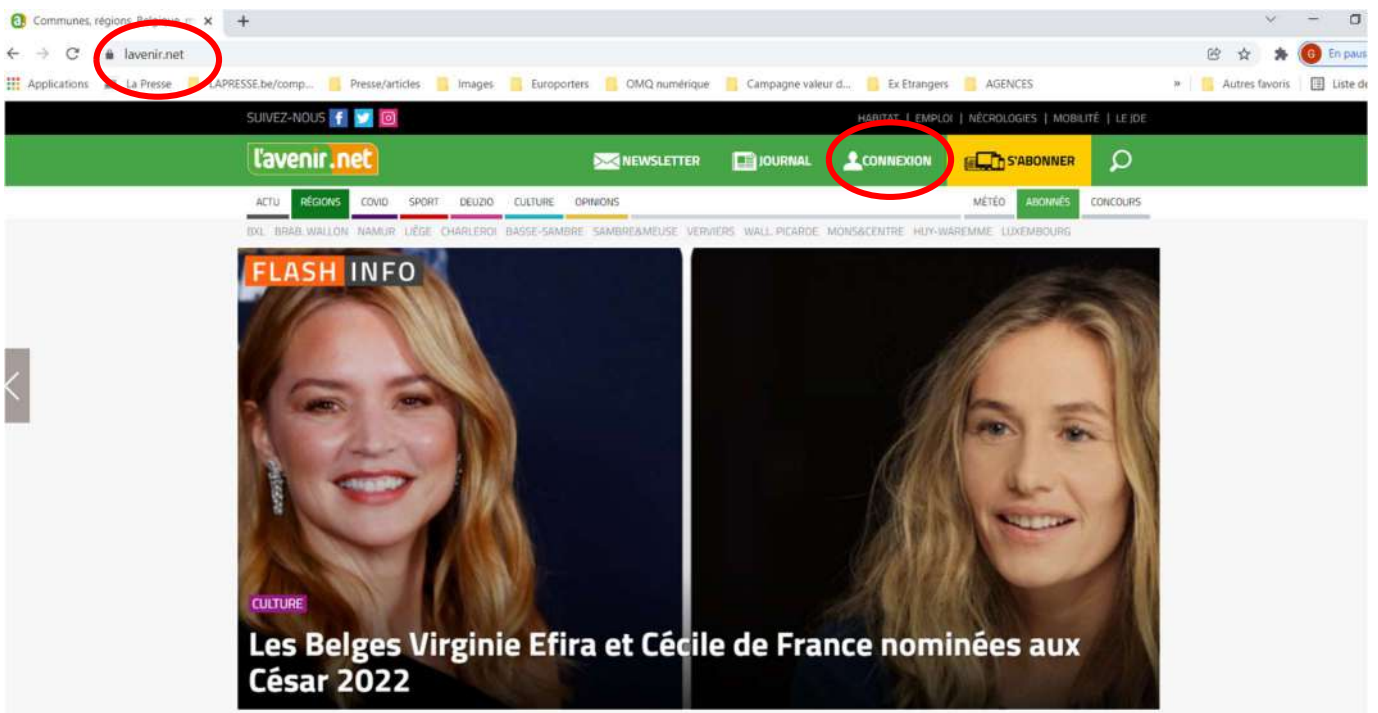 Communes, régions, Belgique, m
lavenir.net
G En paus
Applications La Presse LAPRESSE.be/comp... Presse/articles Images Europorters OMQ numérique Campagne valeur d... Ex Etrangers AGENCES » Autres favoris Liste de
SUIVEZ-NOUS HABITAT | EMPLOI | NÉCROLOGIES | MOBILITÉ | LE JDE
l'avenir.net NEWSLETTER JOURNAL CONNEXION S'ABONNER
ACTU RÉGIONS COVID SPORT DEUZIO CULTURE OPINIONS MÉTÉO ABONNÉS CONCOURS
BXL BRAB. WALLON NAMUR LIÈGE CHARLEROI BASSE-SAMBRE SAMBRE&MEUSE VERVIERS WALL. PICARDE MONS&CENTRE HUY-WAREMME LUXEMBOURG
FLASH INFO
CULTURE
Les Belges Virginie Efira et Cécile de France nominées aux
César 2022